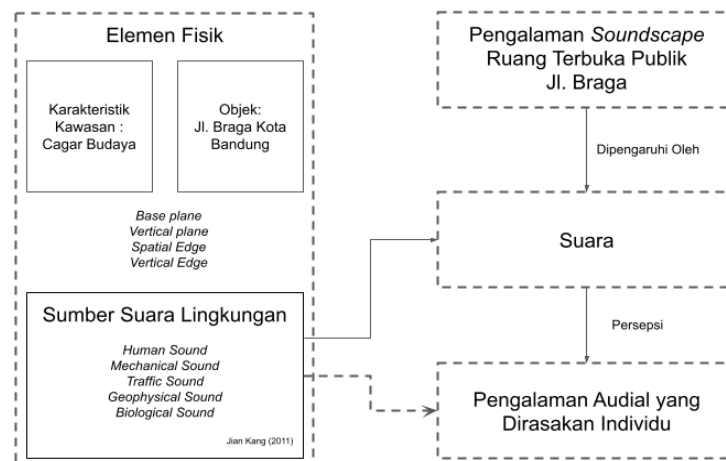 Elemen Fisik
Karakteristik
Kawasan :
Cagar Budaya
Objek:
Jl. Braga Kota
Bandung
Base plane
Vertical plane
Spatial Edge
Vertical Edge
Sumber Suara Lingkungan
Human Sound
Mechanical Sound
Traffic Sound
Geophysical Sound
Biological Sound
Jian Kang (2011)
Pengalaman Soundscape
Ruang Terbuka Publik
Jl. Braga
Dipengaruhi Oleh
Suara
Persepsi
Pengalaman Audial yang
Dirasakan Individu